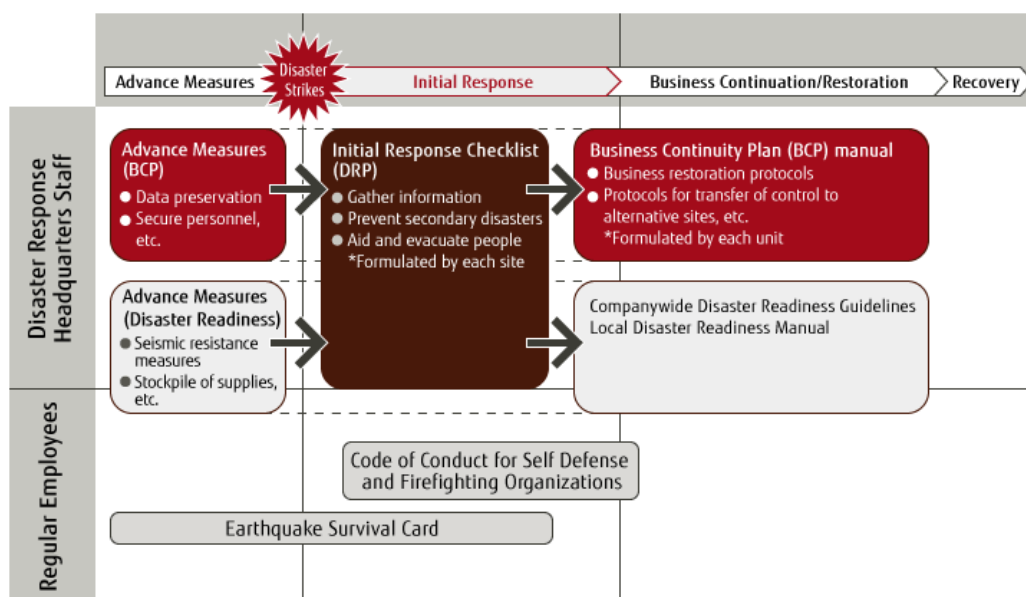 Advance Measures
Disaster
Strikes
Initial Response
Business Continuation/Restoration
Recovery
Disaster Response
Headquarters Staff
Advance Measures
(BCP)
● Data preservation
● Secure personnel,
etc.
Initial Response Checklist
(DRP)
● Gather information
● Prevent secondary disasters
● Aid and evacuate people
*Formulated by each site
Business Continuity Plan (BCP) manual
● Business restoration protocols
● Protocols for transfer of control to
alternative sites, etc.
*Formulated by each unit
Advance Measures
(Disaster Readiness)
● Seismic resistance
measures
● Stockpile of supplies,
etc.
Companywide Disaster Readiness Guidelines
Local Disaster Readiness Manual
Regular Employees
Code of Conduct for Self Defense
and Firefighting Organizations
Earthquake Survival Card